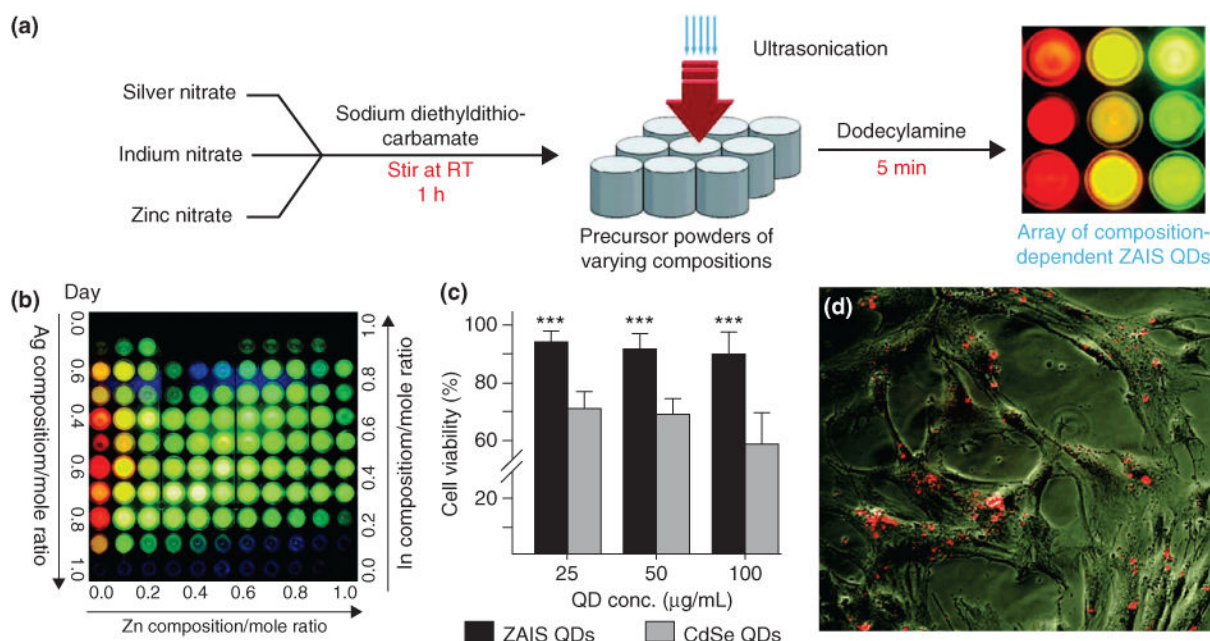 (a)
Silver nitrate
Indium nitrate
Zinc nitrate
Sodium diethyldithio-
carbamate
Stir at RT
1 h
Ultrasonication
Precursor powders of
varying compositions
Dodecylamine
5 min
Array of composition-
dependent ZAIS QDs
(b)
Day
Ag composition/mole ratio
0.0
0.6
0.4
0.6
0.8
1.0
In compositiom/mole ratio
1.0
0.8
0.6
0.4
0.2
0.0
0.0 0.2 0.4 0.6 0.8 1.0
Zn composition/mole ratio
(c)
Cell viability (%)
100
80
60
20
*** *** ***
25 50 100
QD conc. (μg/mL)
ZAIS QDs CdSe QDs
(d)